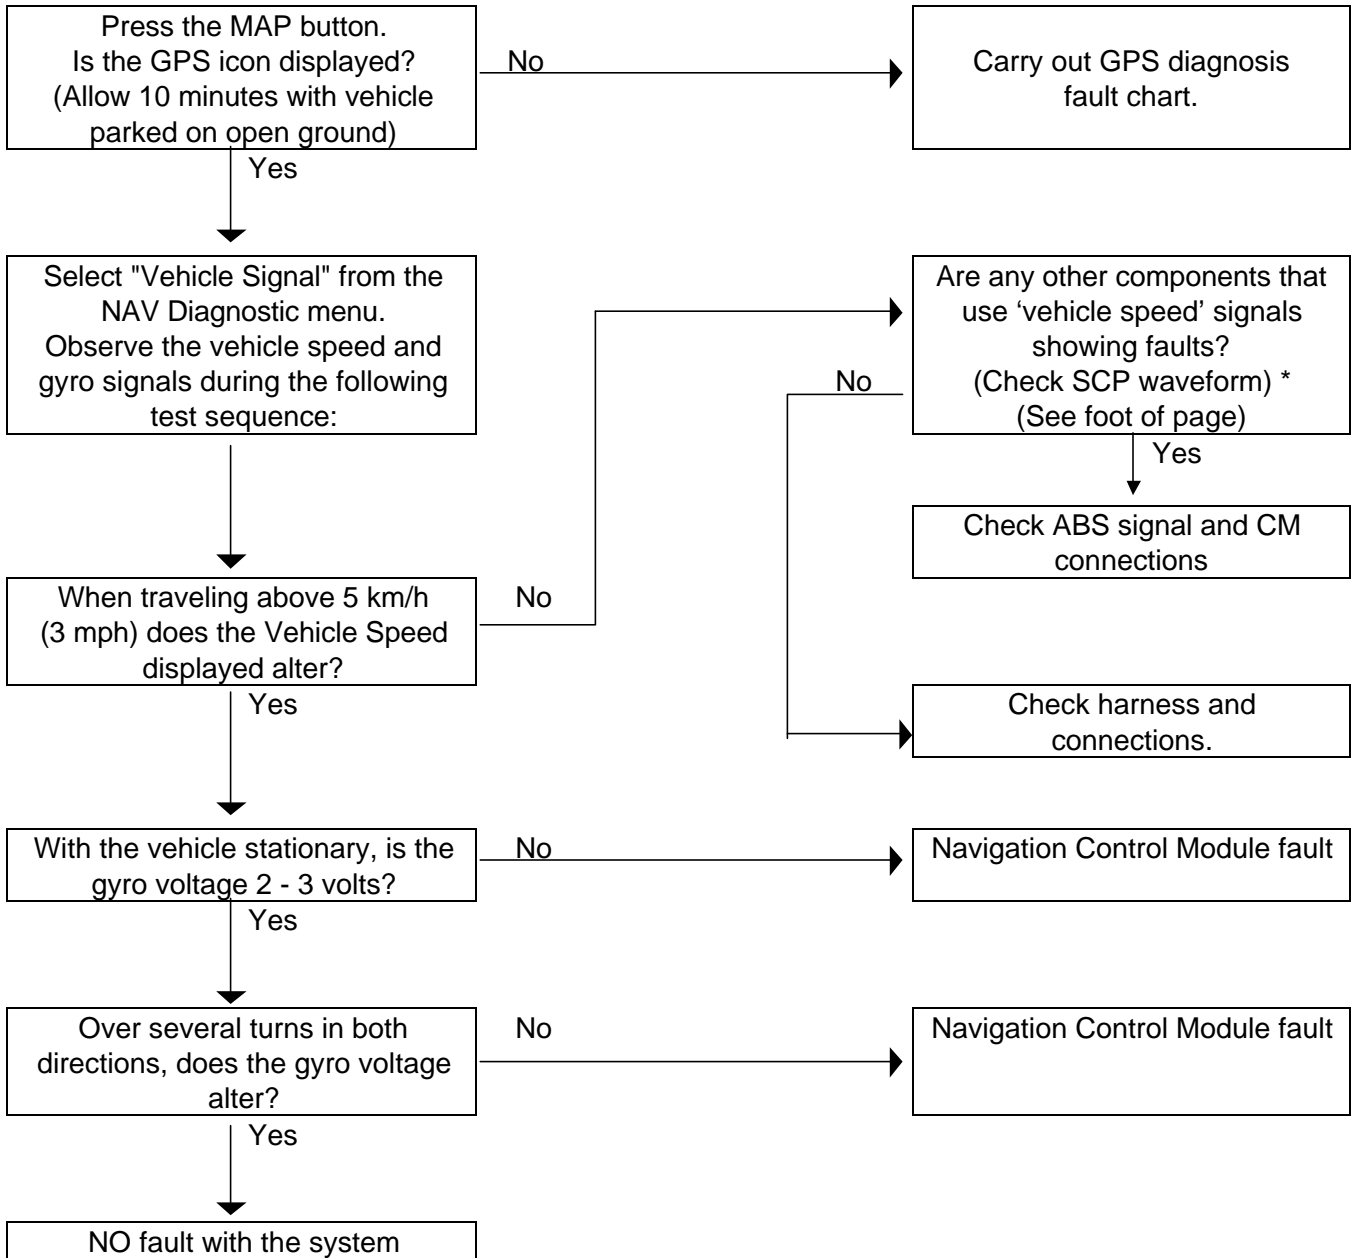 Press the MAP button.
Is the GPS icon displayed?
(Allow 10 minutes with vehicle
parked on open ground)
No
Carry out GPS diagnosis
fault chart.
Yes
Select "Vehicle Signal" from the
NAV Diagnostic menu.
Observe the vehicle speed and
gyro signals during the following
test sequence:
Are any other components that
use ‘vehicle speed’ signals
showing faults?
(Check SCP waveform) *
(See foot of page)
No
Yes
Check ABS signal and CM
connections
When traveling above 5 km/h
(3 mph) does the Vehicle Speed
displayed alter?
No
Yes
Check harness and
connections.
With the vehicle stationary, is the
gyro voltage 2 - 3 volts?
No
Navigation Control Module fault
Yes
Over several turns in both
directions, does the gyro voltage
alter?
No
Navigation Control Module fault
Yes
NO fault with the system